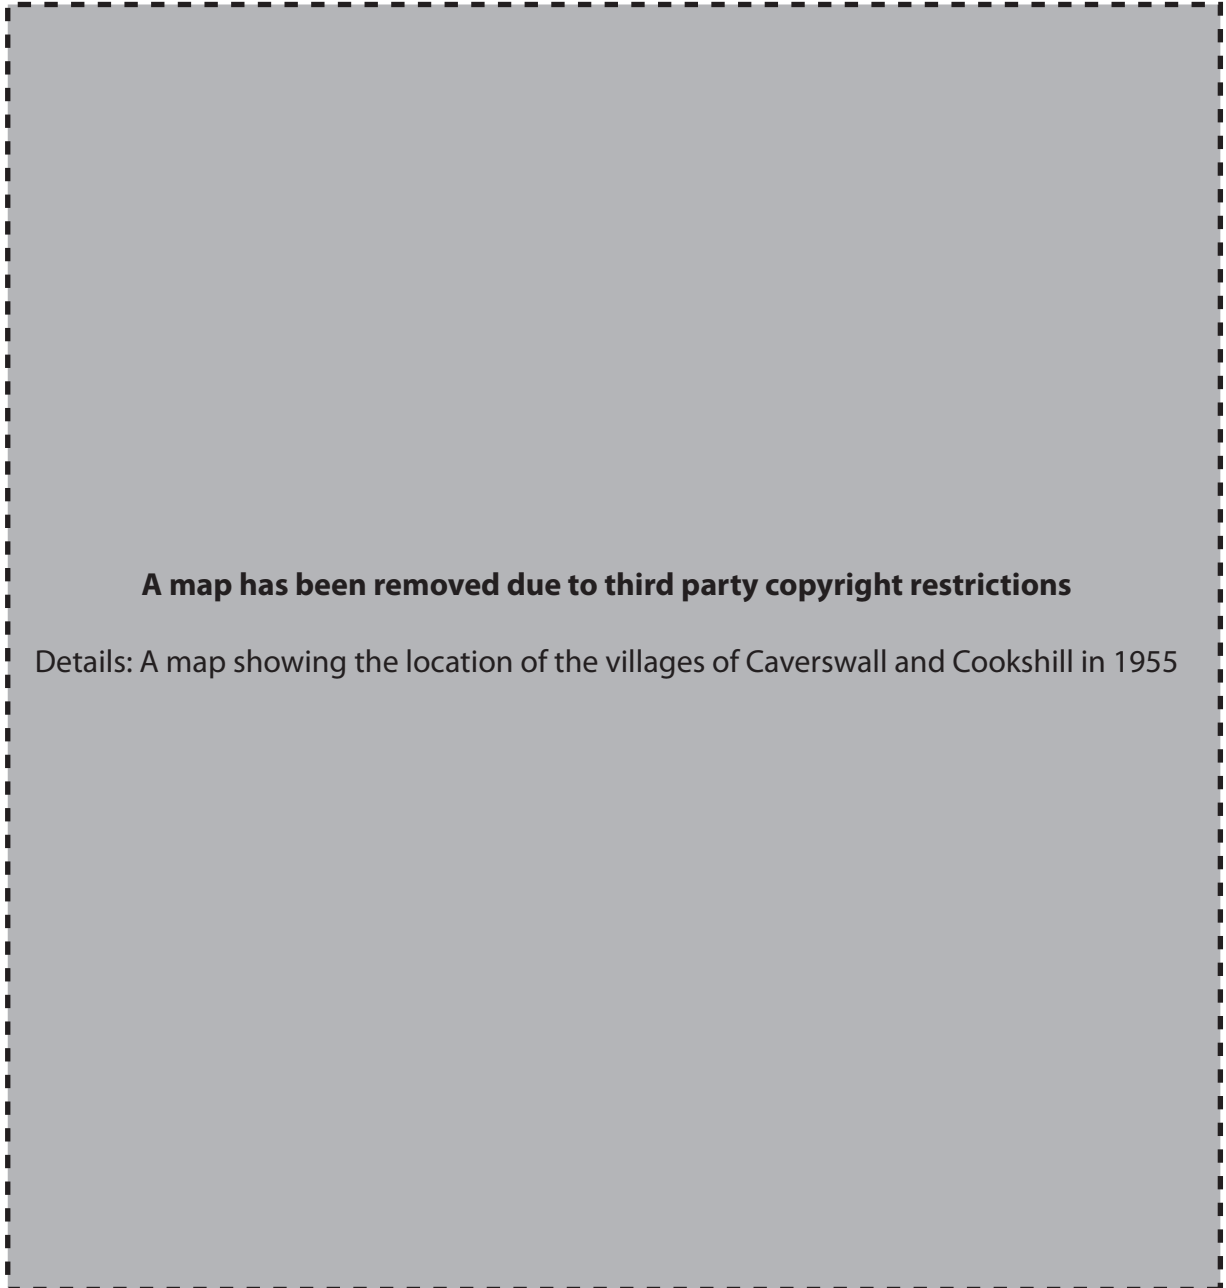 A map has been removed due to third party copyright restrictions
Details: A map showing the location of the villages of Caverswall and Cookshill in 1955